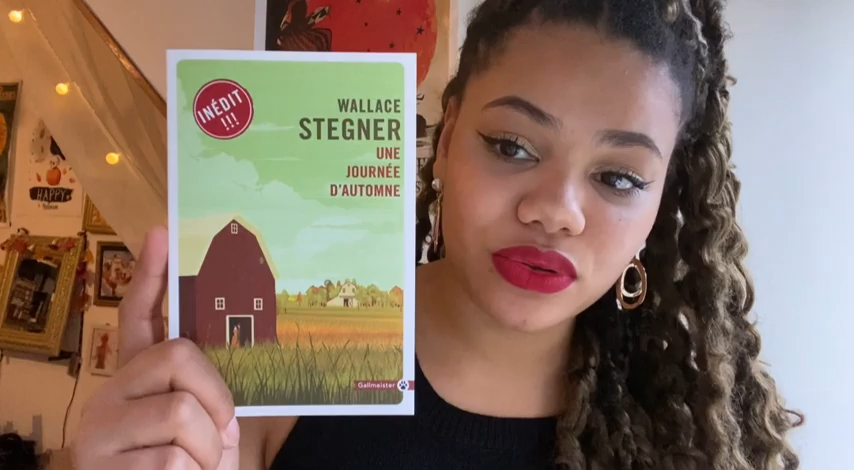 INÉDIT
!!!
WALLACE
STEGNER
UNE
JOURNÉE
D'AUTOMNE
Gallmeister
HAPPY